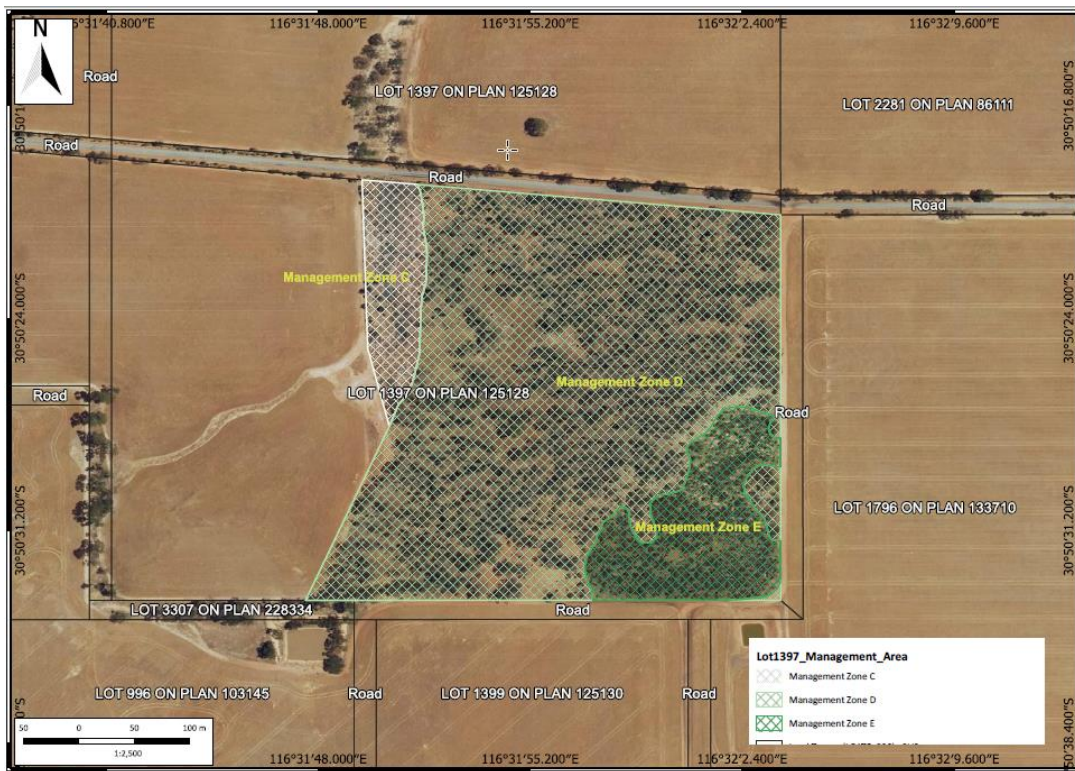 N
116°31'40.800"E
116°31'48.000"E
116°31'55.200"E
116°32'2.400"E
116°32'9.600"E
Road
LOT 1397 ON PLAN 125128
LOT 2281 ON PLAN 86111
30°50'16.800"S
Road
Road
Road
Management Zone C
30°50'24.000"S
30°50'24.000"S
Management Zone D
Road
LOT 1397 ON PLAN 125128
Road
LOT 1796 ON PLAN 133710
Management Zone E
30°50'31.200"S
30°50'31.200"S
LOT 3307 ON PLAN 228334
Road
Lot1397_Management_Area
Management Zone C
Management Zone D
Management Zone E
LOT 996 ON PLAN 103145
Road
LOT 1399 ON PLAN 125130
Road
50 0 50 100 m
1:2,500
30°50'38.400"S
116°31'48.000"E
116°31'55.200"E
116°32'2.400"E
116°32'9.600"E